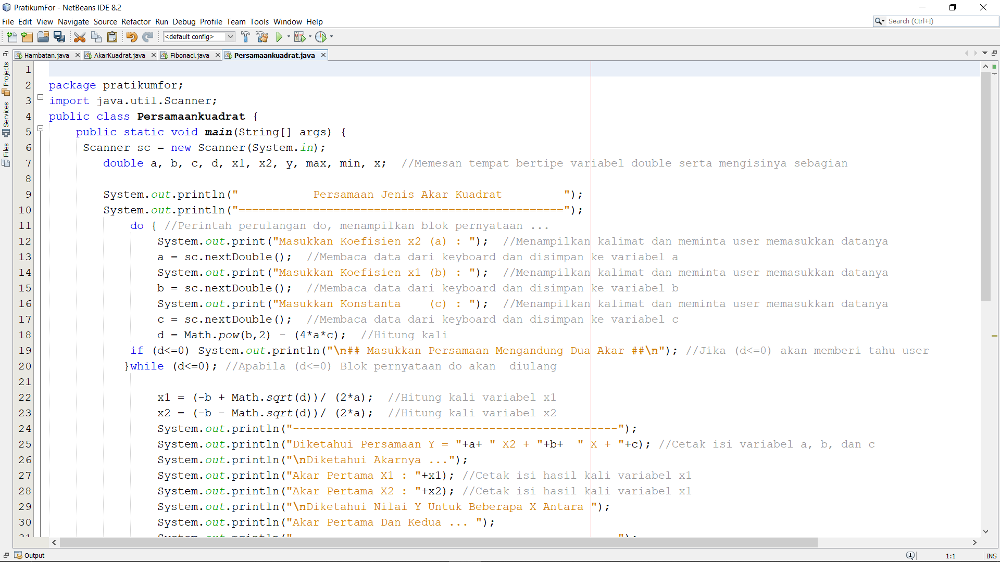 PratikumFor - NetBeans IDE 8.2
File Edit View Navigate Source Refactor Run Debug Profile Team Tools Window Help
Search (Ctrl+I)
<default config>
Hambatan.java
AkarKuadrat.java
Fibonaci.java
Persamaankuadrat.java
Projects
Services
Files
1
2 package pratikumfor;
3 import java.util.Scanner;
4 public class Persamaankuadrat {
5 public static void main(String[] args) {
6 Scanner sc = new Scanner(System.in);
7 double a, b, c, d, x1, x2, y, max, min, x; //Memesan tempat bertipe variabel double serta mengisinya sebagian
8
9 System.out.println("           Persamaan Jenis Akar Kuadrat         ");
10 System.out.println("================================================");
11 do { //Perintah perulangan do, menampilkan blok pernyataan ...
12 System.out.print("Masukkan Koefisien x2 (a) : "); //Menampilkan kalimat dan meminta user memasukkan datanya
13 a = sc.nextDouble(); //Membaca data dari keyboard dan disimpan ke variabel a
14 System.out.print("Masukkan Koefisien x1 (b) : "); //Menampilkan kalimat dan meminta user memasukkan datanya
15 b = sc.nextDouble(); //Membaca data dari keyboard dan disimpan ke variabel b
16 System.out.print("Masukkan Konstanta    (c) : "); //Menampilkan kalimat dan meminta user memasukkan datanya
17 c = sc.nextDouble(); //Membaca data dari keyboard dan disimpan ke variabel c
18 d = Math.pow(b,2) - (4*a*c); //Hitung kali
19 if (d<=0) System.out.println("\n## Masukkan Persamaan Mengandung Dua Akar ##\n"); //Jika (d<=0) akan memberi tahu user
20 }while (d<=0); //Apabila (d<=0) Blok pernyataan do akan  diulang
21
22 x1 = (-b + Math.sqrt(d))/ (2*a); //Hitung kali variabel x1
23 x2 = (-b - Math.sqrt(d))/ (2*a); //Hitung kali variabel x2
24 System.out.println("------------------------------------------------");
25 System.out.println("Diketahui Persamaan Y = "+a+ " X2 + "+b+  " X + "+c); //Cetak isi variabel a, b, dan c
26 System.out.println("\nDiketahui Akarnya ...");
27 System.out.println("Akar Pertama X1 : "+x1); //Cetak isi hasil kali variabel x1
28 System.out.println("Akar Pertama X2 : "+x2); //Cetak isi hasil kali variabel x1
29 System.out.println("\nDiketahui Nilai Y Untuk Beberapa X Antara ");
30 System.out.println("Akar Pertama Dan Kedua ... ");
Output
1:1
INS